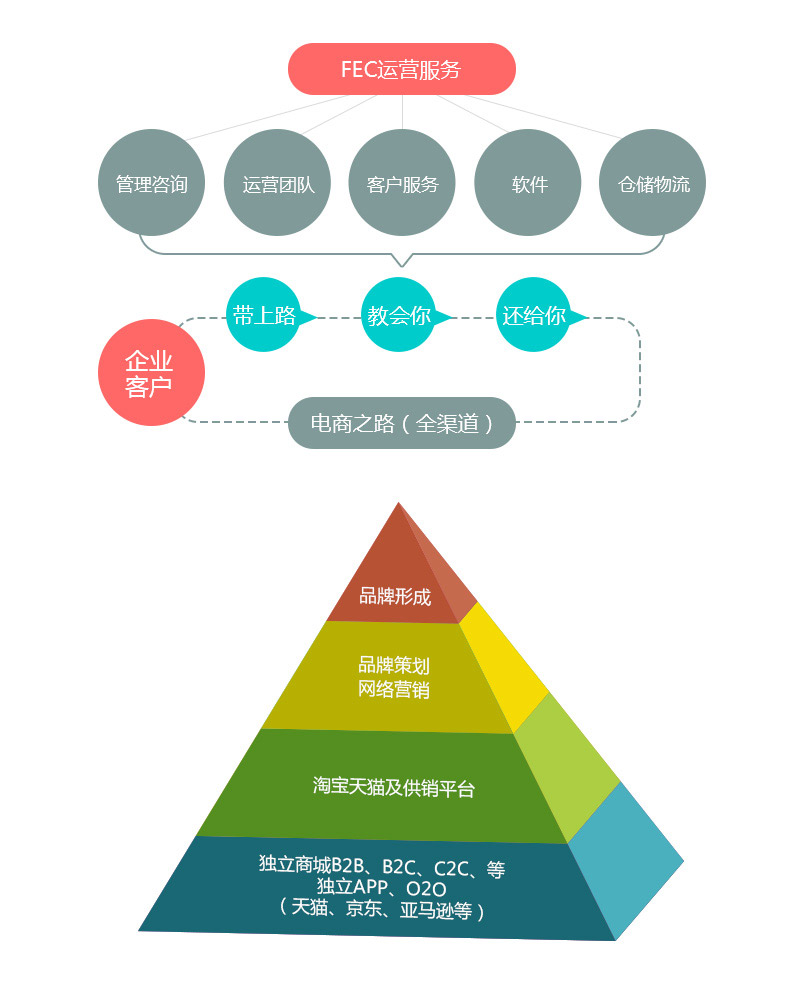 FEC运营服务
管理咨询
运营团队
客户服务
软件
仓储物流
带上路
教会你
还给你
企业
客户
电商之路（全渠道）
品牌形成
品牌策划
网络营销
淘宝天猫及供销平台
独立商城B2B、B2C、C2C、等
独立APP、O2O
（天猫、京东、亚马逊等）